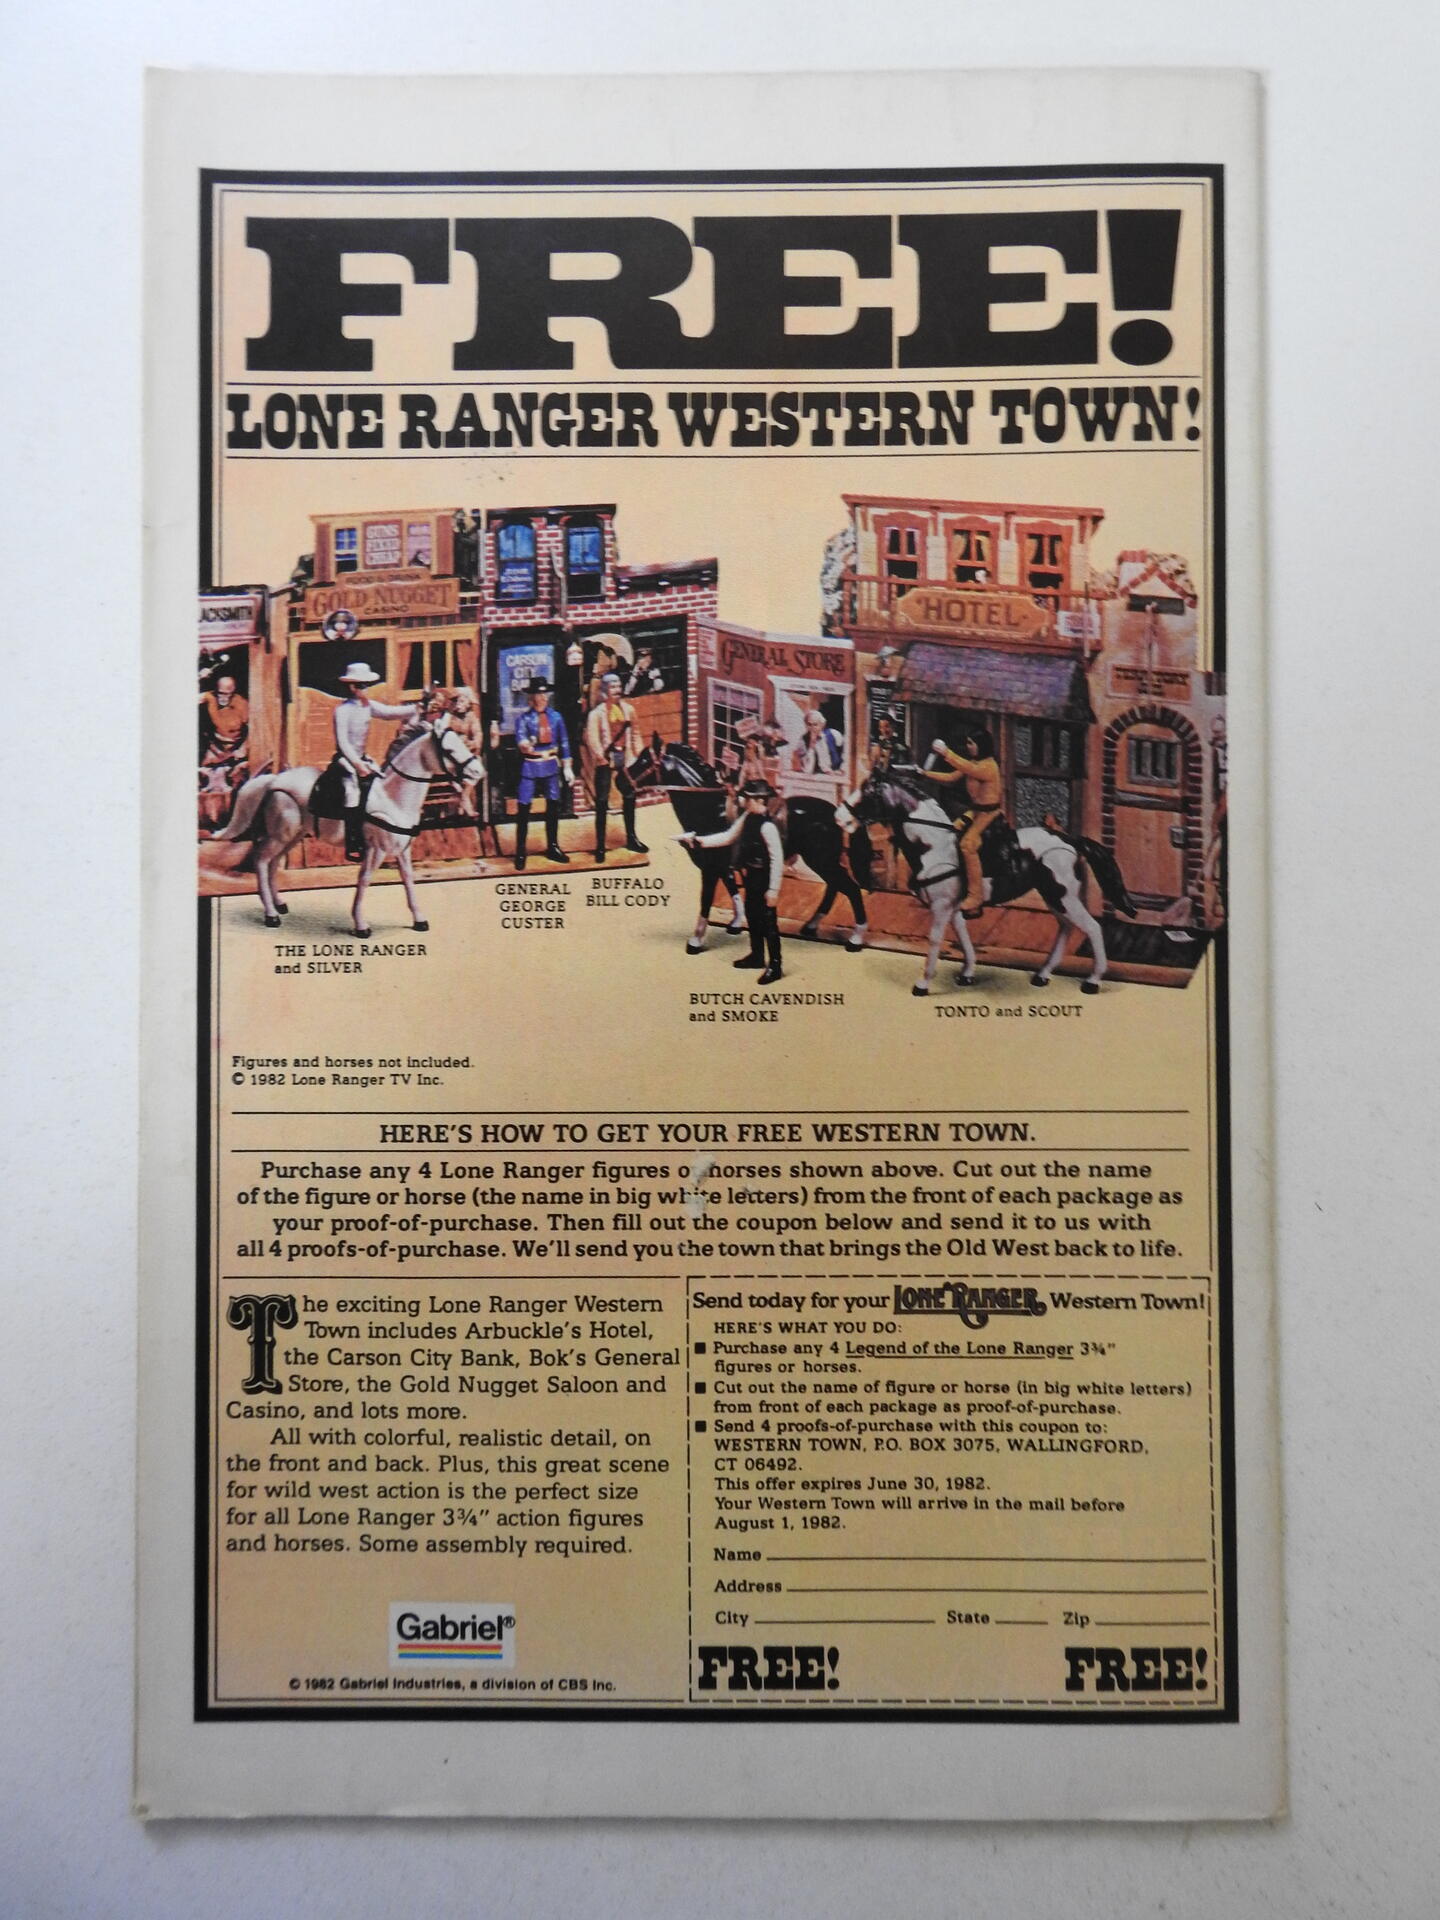 FREE!
LONE RANGER WESTERN TOWN!
GUNS
FOOD & DRINK
GOLD NUGGET
CASINO
ACKSMITH
CARSON
CITY
GENERAL STORE
HOTEL
GENERAL
GEORGE
CUSTER
BUFFALO
BILL CODY
THE LONE RANGER
and SILVER
BUTCH CAVENDISH
and SMOKE
TONTO and SCOUT
Figures and horses not included.
© 1982 Lone Ranger TV Inc.
HERE'S HOW TO GET YOUR FREE WESTERN TOWN.
Purchase any 4 Lone Ranger figures o horses shown above. Cut out the name
of the figure or horse (the name in big white letters) from the front of each package as
your proof-of-purchase. Then fill out the coupon below and send it to us with
all 4 proofs-of-purchase. We'll send you the town that brings the Old West back to life.
The exciting Lone Ranger Western
Town includes Arbuckle's Hotel,
the Carson City Bank, Bok's General
Store, the Gold Nugget Saloon and
Casino, and lots more.
All with colorful, realistic detail, on
the front and back. Plus, this great scene
for wild west action is the perfect size
for all Lone Ranger 3¾" action figures
and horses. Some assembly required.
Gabriel®
© 1982 Gabriel Industries, a division of CBS Inc.
Send today for your LONE RANGER Western Town!
HERE'S WHAT YOU DO:
■ Purchase any 4 Legend of the Lone Ranger 3¾"
figures or horses.
■ Cut out the name of figure or horse (in big white letters)
from front of each package as proof-of-purchase.
■ Send 4 proofs-of-purchase with this coupon to:
WESTERN TOWN, P.O. BOX 3075, WALLINGFORD,
CT 06492.
This offer expires June 30, 1982.
Your Western Town will arrive in the mail before
August 1, 1982.
Name
Address
City State Zip
FREE! FREE!